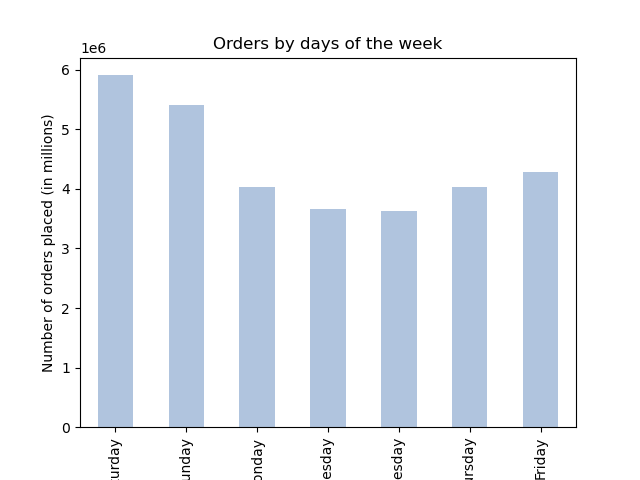 Orders by days of the week
1e6
Number of orders placed (in millions)
6
5
4
3
2
1
0
turday
unday
onday
esday
esday
ursday
Friday